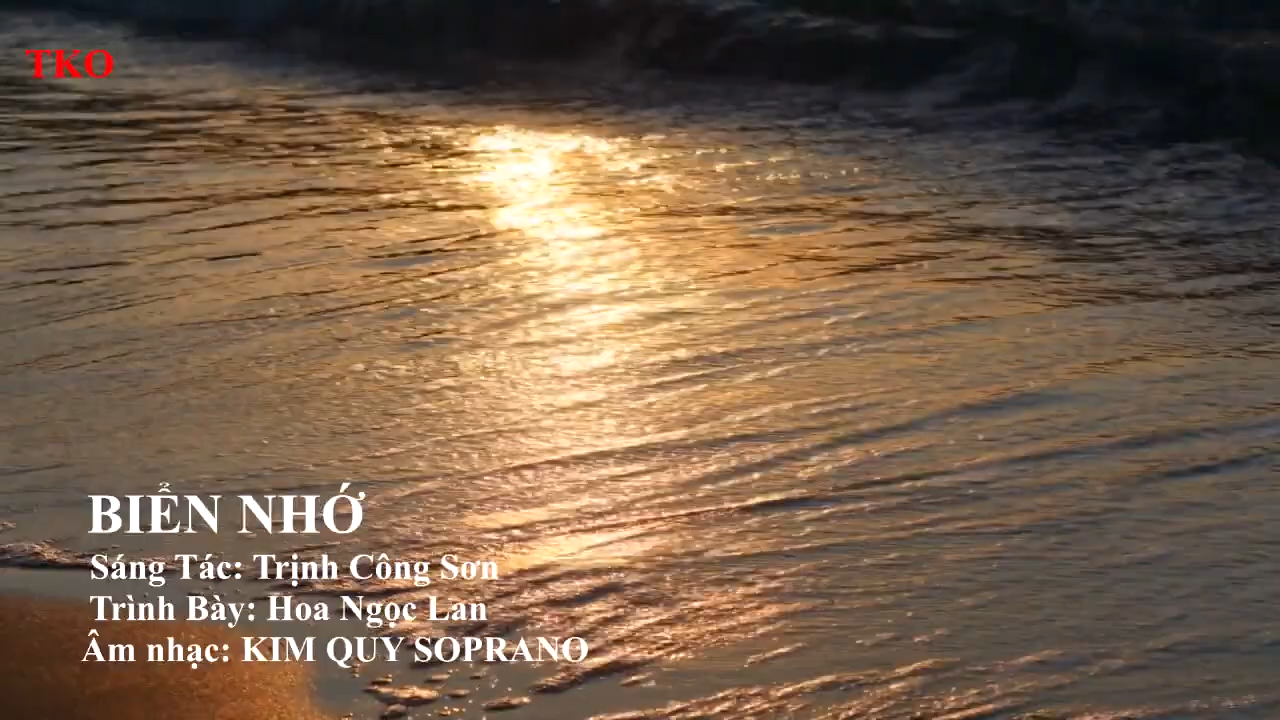 TKO
BIỂN NHỚ
Sáng Tác: Trịnh Công Sơn
Trình Bày: Hoa Ngọc Lan
Âm nhạc: KIM QUY SOPRANO